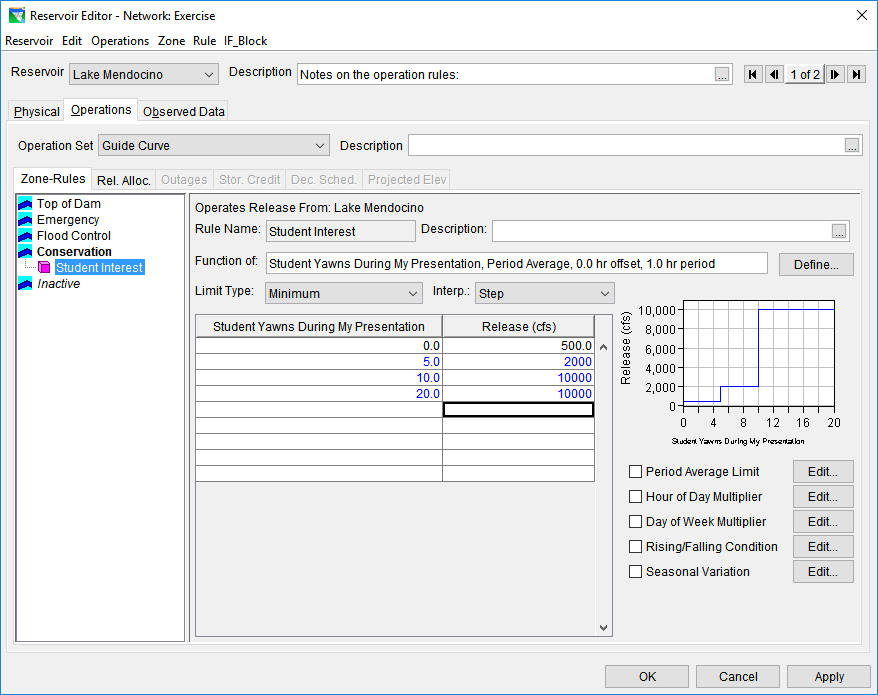 Reservoir Editor - Network: Exercise
Reservoir Edit Operations Zone Rule IF_Block
Reservoir Lake Mendocino Description Notes on the operation rules: ... 1 of 2
Physical Operations Observed Data
Operation Set Guide Curve Description ...
Zone-Rules Rel. Alloc. Outages Stor. Credit Dec. Sched. Projected Elev
Top of Dam
Emergency
Flood Control
Conservation
Student Interest
Inactive
Operates Release From: Lake Mendocino
Rule Name: Student Interest Description: ...
Function of: Student Yawns During My Presentation, Period Average, 0.0 hr offset, 1.0 hr period Define...
Limit Type: Minimum Interp.: Step
Student Yawns During My Presentation Release (cfs)
0.0 500.0
5.0 2000
10.0 10000
20.0 10000
Release (cfs)
10,000
8,000
6,000
4,000
2,000
0
0 4 8 12 16 20
Student Yawns During My Presentation
Period Average Limit Edit...
Hour of Day Multiplier Edit...
Day of Week Multiplier Edit...
Rising/Falling Condition Edit...
Seasonal Variation Edit...
OK Cancel Apply